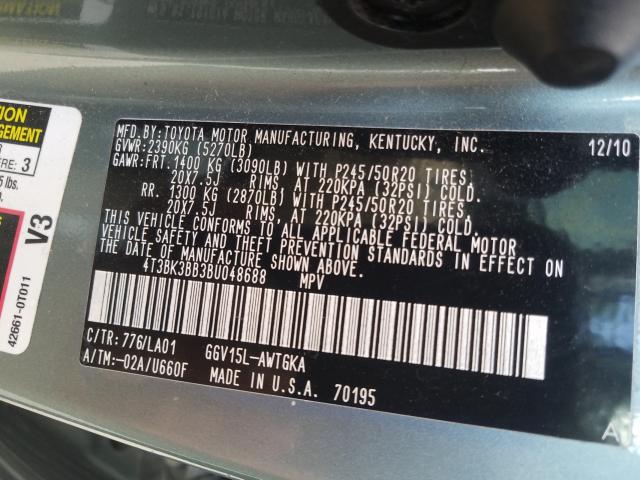 MFD.BY:TOYOTA MOTOR MANUFACTURING, KENTUCKY, INC.
GVWR:2390KG (5270LB) 12/10
GAWR:FRT. 1400 KG (3090LB) WITH P245/50R20 TIRES,
20X7.5J RIMS, AT 220KPA (32PSI) COLD.
RR. 1300 KG (2870LB) WITH P245/50R20 TIRES,
20X7.5J RIMS, AT 220KPA (32PSI) COLD.
THIS VEHICLE CONFORMS TO ALL APPLICABLE FEDERAL MOTOR
VEHICLE SAFETY AND THEFT PREVENTION STANDARDS IN EFFECT ON
THE DATE OF MANUFACTURE SHOWN ABOVE.
4T3BK3BB3BU048688 MPV
C/TR:776/LA01 GGV15L-AWTGKA
A/TM:-02A/U660F MADE IN U.S.A. 70195
3
V3
42661-0T011